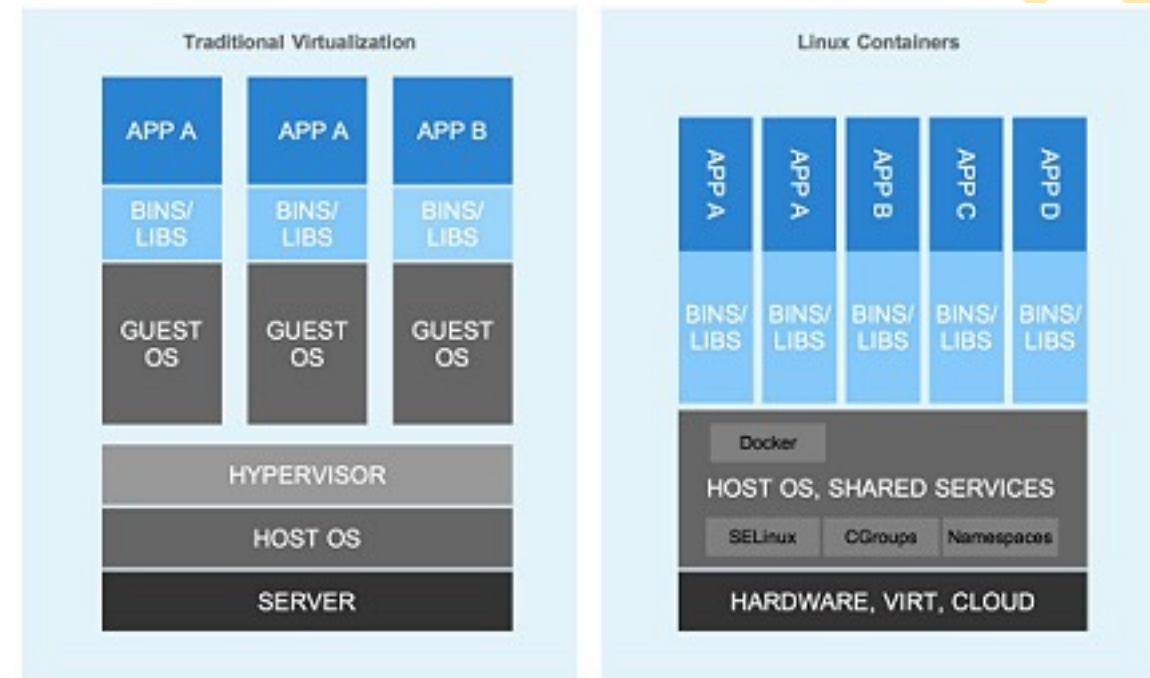 Traditional Virtualization
APP A
APP A
APP B
BINS/
LIBS
BINS/
LIBS
BINS/
LIBS
GUEST
OS
GUEST
OS
GUEST
OS
HYPERVISOR
HOST OS
SERVER
Linux Containers
APP A
APP A
APP B
APP C
APP D
BINS/
LIBS
BINS/
LIBS
BINS/
LIBS
BINS/
LIBS
BINS/
LIBS
Docker
HOST OS, SHARED SERVICES
SELinux
CGroups
Namespaces
HARDWARE, VIRT, CLOUD